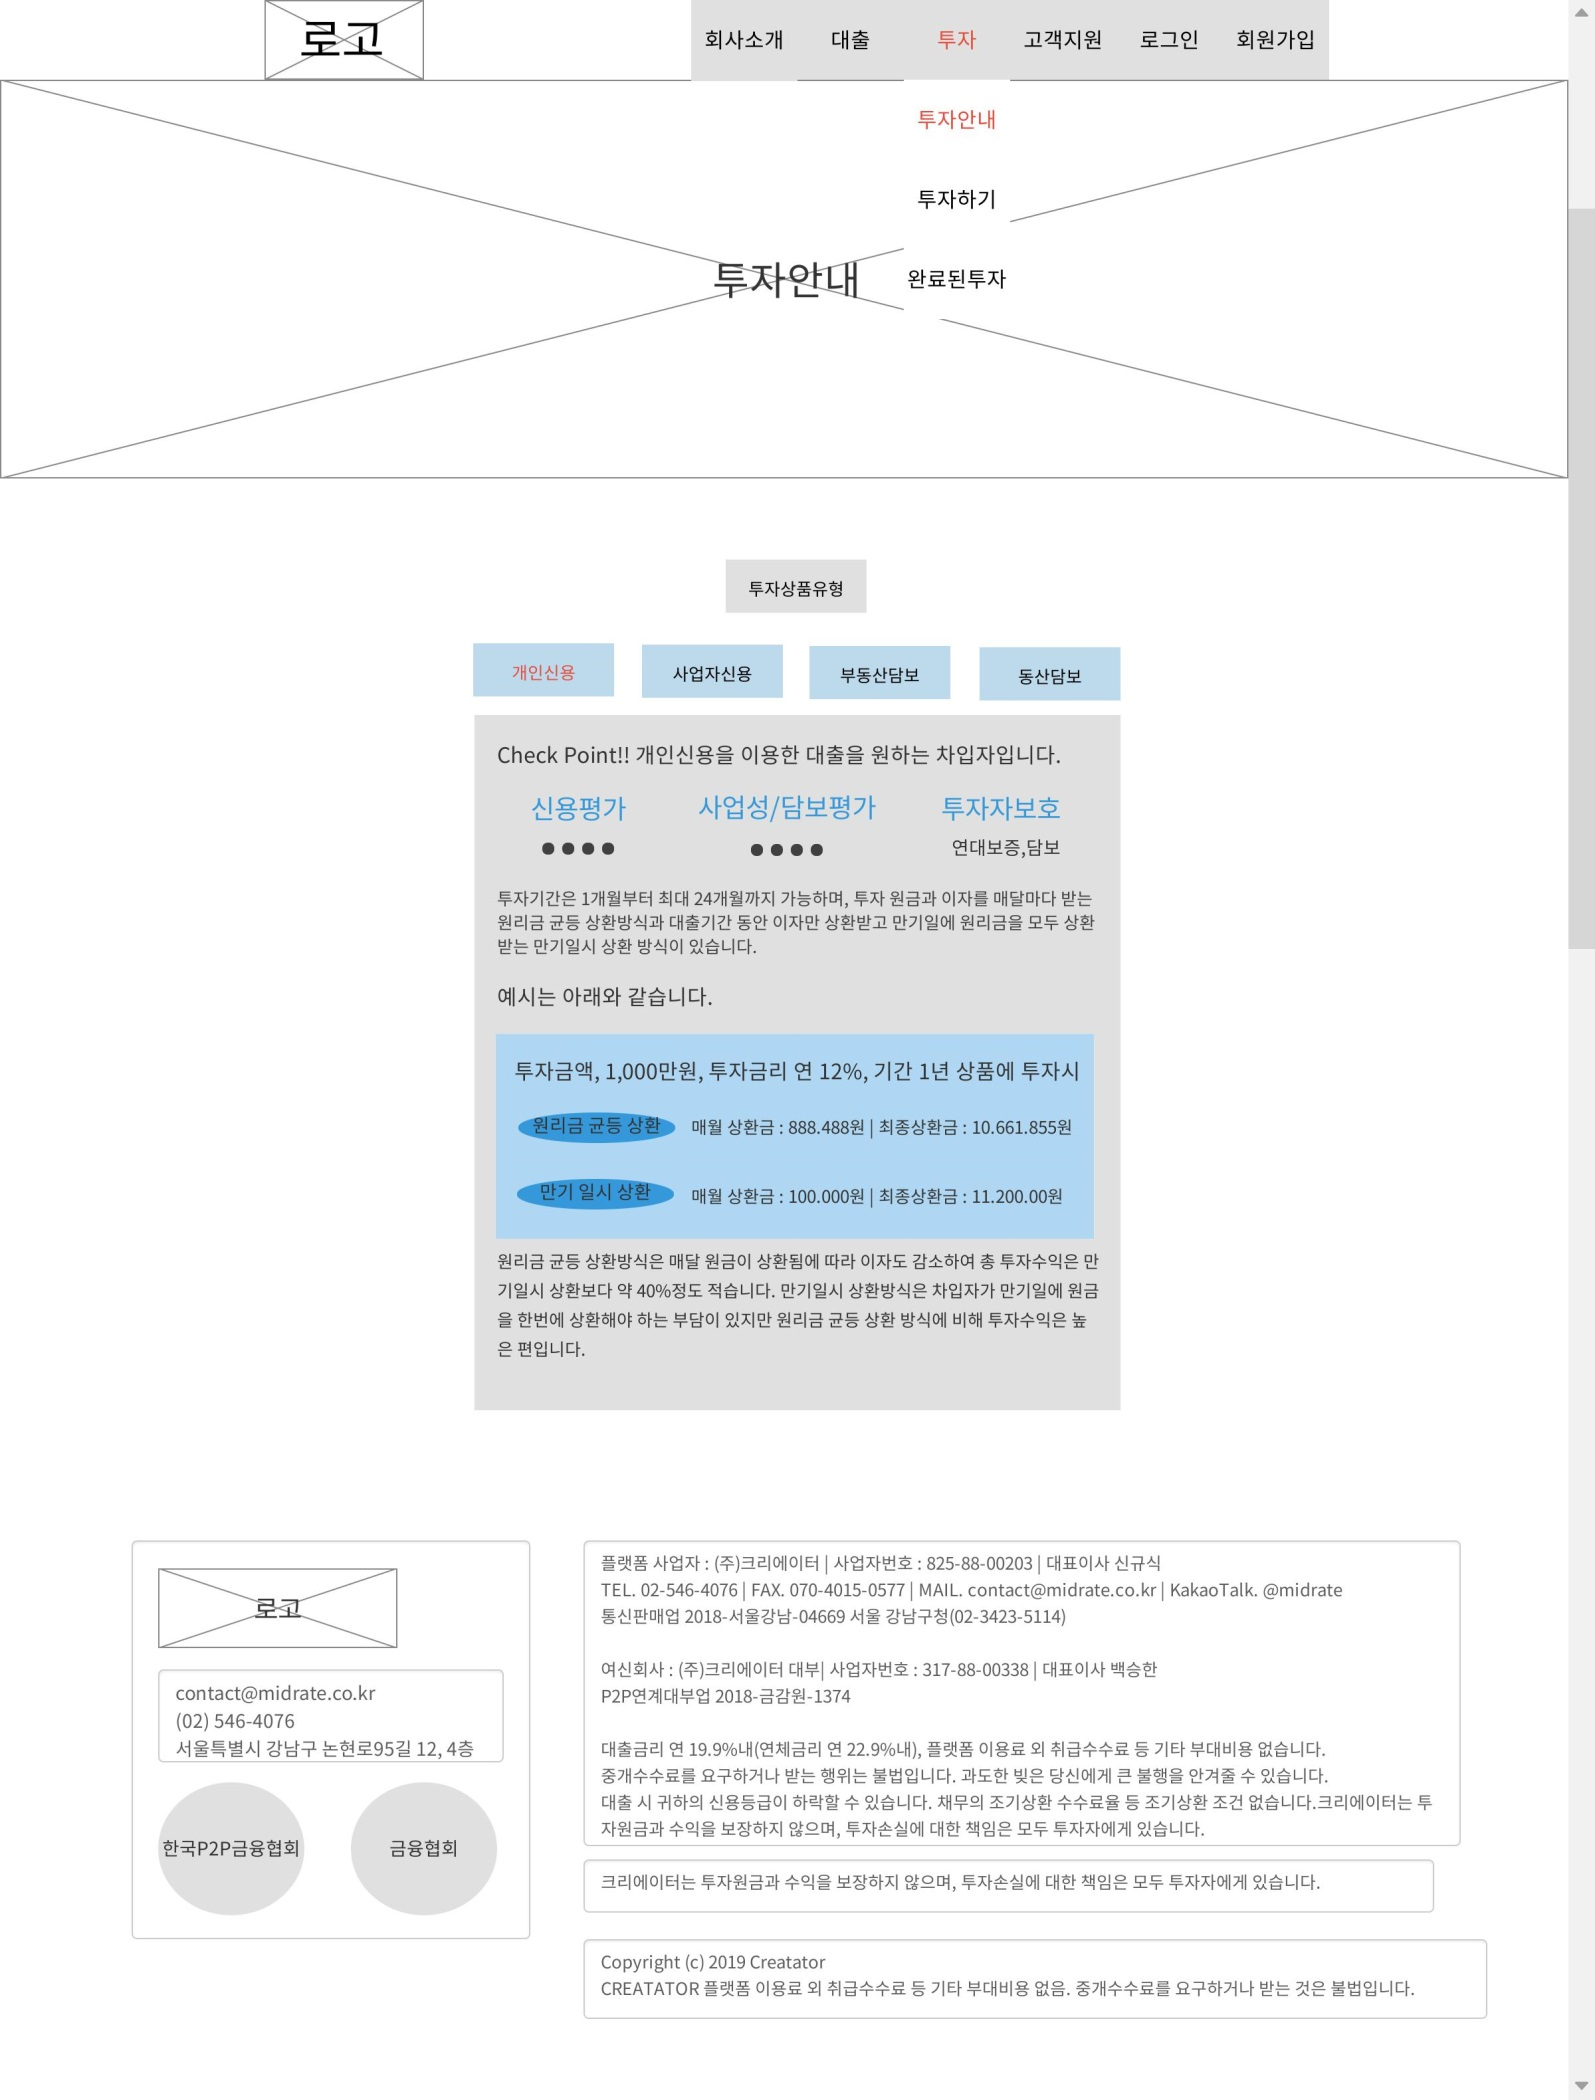 로고
회사소개 대출 투자 고객지원 로그인 회원가입
투자안내
투자하기
완료된투자
투자안내
투자상품유형
개인신용 사업자신용 부동산담보 동산담보
Check Point!! 개인신용을 이용한 대출을 원하는 차입자입니다.
신용평가 사업성/담보평가 투자자보호
연대보증,담보
투자기간은 1개월부터 최대 24개월까지 가능하며, 투자 원금과 이자를 매달마다 받는
원리금 균등 상환방식과 대출기간 동안 이자만 상환받고 만기일에 원리금을 모두 상환
받는 만기일시 상환 방식이 있습니다.
예시는 아래와 같습니다.
투자금액, 1,000만원, 투자금리 연 12%, 기간 1년 상품에 투자시
원리금 균등 상환 매월 상환금 : 888.488원 | 최종상환금 : 10.661.855원
만기 일시 상환 매월 상환금 : 100.000원 | 최종상환금 : 11.200.00원
원리금 균등 상환방식은 매달 원금이 상환됨에 따라 이자도 감소하여 총 투자수익은 만
기일시 상환보다 약 40%정도 적습니다. 만기일시 상환방식은 차입자가 만기일에 원금
을 한번에 상환해야 하는 부담이 있지만 원리금 균등 상환 방식에 비해 투자수익은 높
은 편입니다.
로고
contact@midrate.co.kr
(02) 546-4076
서울특별시 강남구 논현로95길 12, 4층
한국P2P금융협회 금융협회
플랫폼 사업자 : (주)크리에이터 | 사업자번호 : 825-88-00203 | 대표이사 신규식
TEL. 02-546-4076 | FAX. 070-4015-0577 | MAIL. contact@midrate.co.kr | KakaoTalk. @midrate
통신판매업 2018-서울강남-04669 서울 강남구청(02-3423-5114)
여신회사 : (주)크리에이터 대부| 사업자번호 : 317-88-00338 | 대표이사 백승한
P2P연계대부업 2018-금감원-1374
대출금리 연 19.9%내(연체금리 연 22.9%내), 플랫폼 이용료 외 취급수수료 등 기타 부대비용 없습니다.
중개수수료를 요구하거나 받는 행위는 불법입니다. 과도한 빚은 당신에게 큰 불행을 안겨줄 수 있습니다.
대출 시 귀하의 신용등급이 하락할 수 있습니다. 채무의 조기상환 수수료율 등 조기상환 조건 없습니다.크리에이터는 투
자원금과 수익을 보장하지 않으며, 투자손실에 대한 책임은 모두 투자자에게 있습니다.
크리에이터는 투자원금과 수익을 보장하지 않으며, 투자손실에 대한 책임은 모두 투자자에게 있습니다.
Copyright (c) 2019 Creatator
CREATATOR 플랫폼 이용료 외 취급수수료 등 기타 부대비용 없음. 중개수수료를 요구하거나 받는 것은 불법입니다.